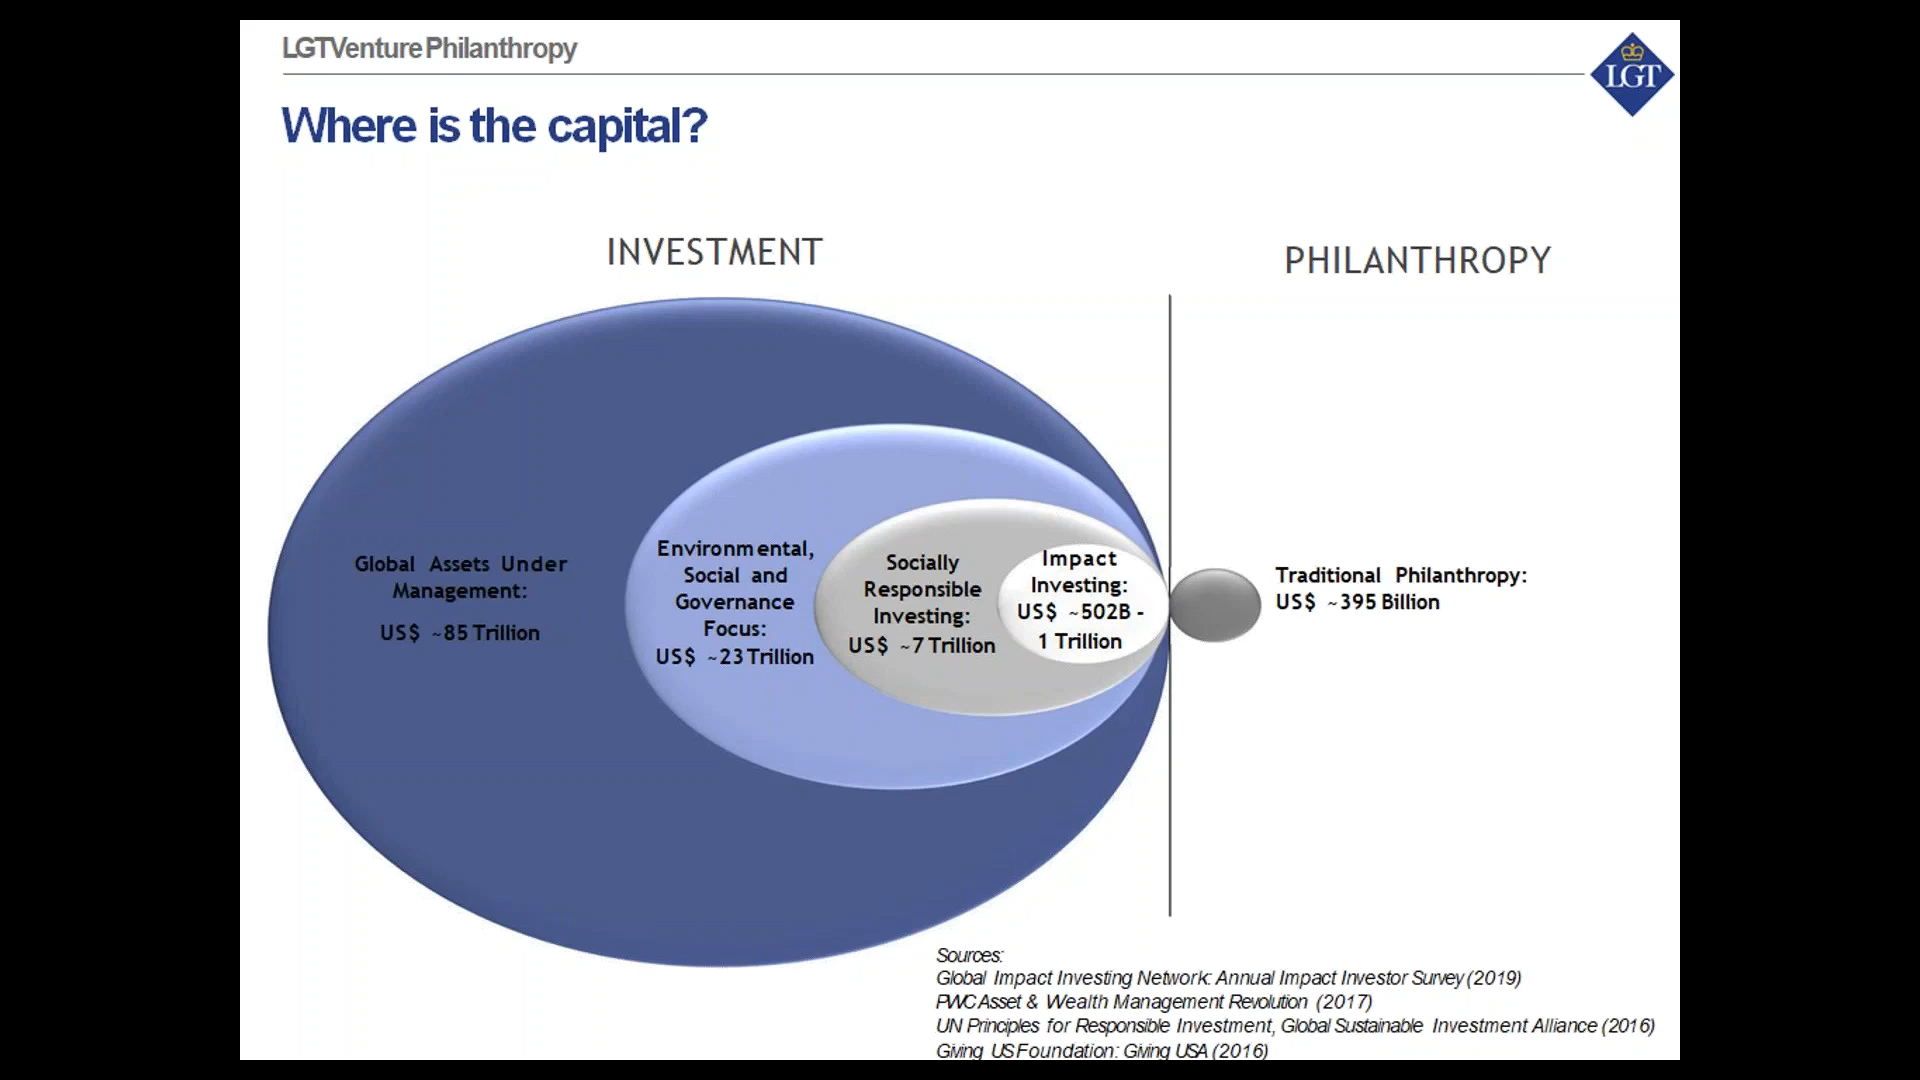 LGT Venture Philanthropy
LGT
Where is the capital?
INVESTMENT
PHILANTHROPY
Global Assets Under
Management:
US$ ~85 Trillion
Environmental,
Social and
Governance
Focus:
US$ ~23 Trillion
Socially
Responsible
Investing:
US$ ~7 Trillion
Impact
Investing:
US$ ~502B -
1 Trillion
Traditional Philanthropy:
US$ ~395 Billion
Sources:
Global Impact Investing Network: Annual Impact Investor Survey (2019)
PWC Asset & Wealth Management Revolution (2017)
UN Principles for Responsible Investment, Global Sustainable Investment Alliance (2016)
Giving US Foundation: Giving USA (2016)